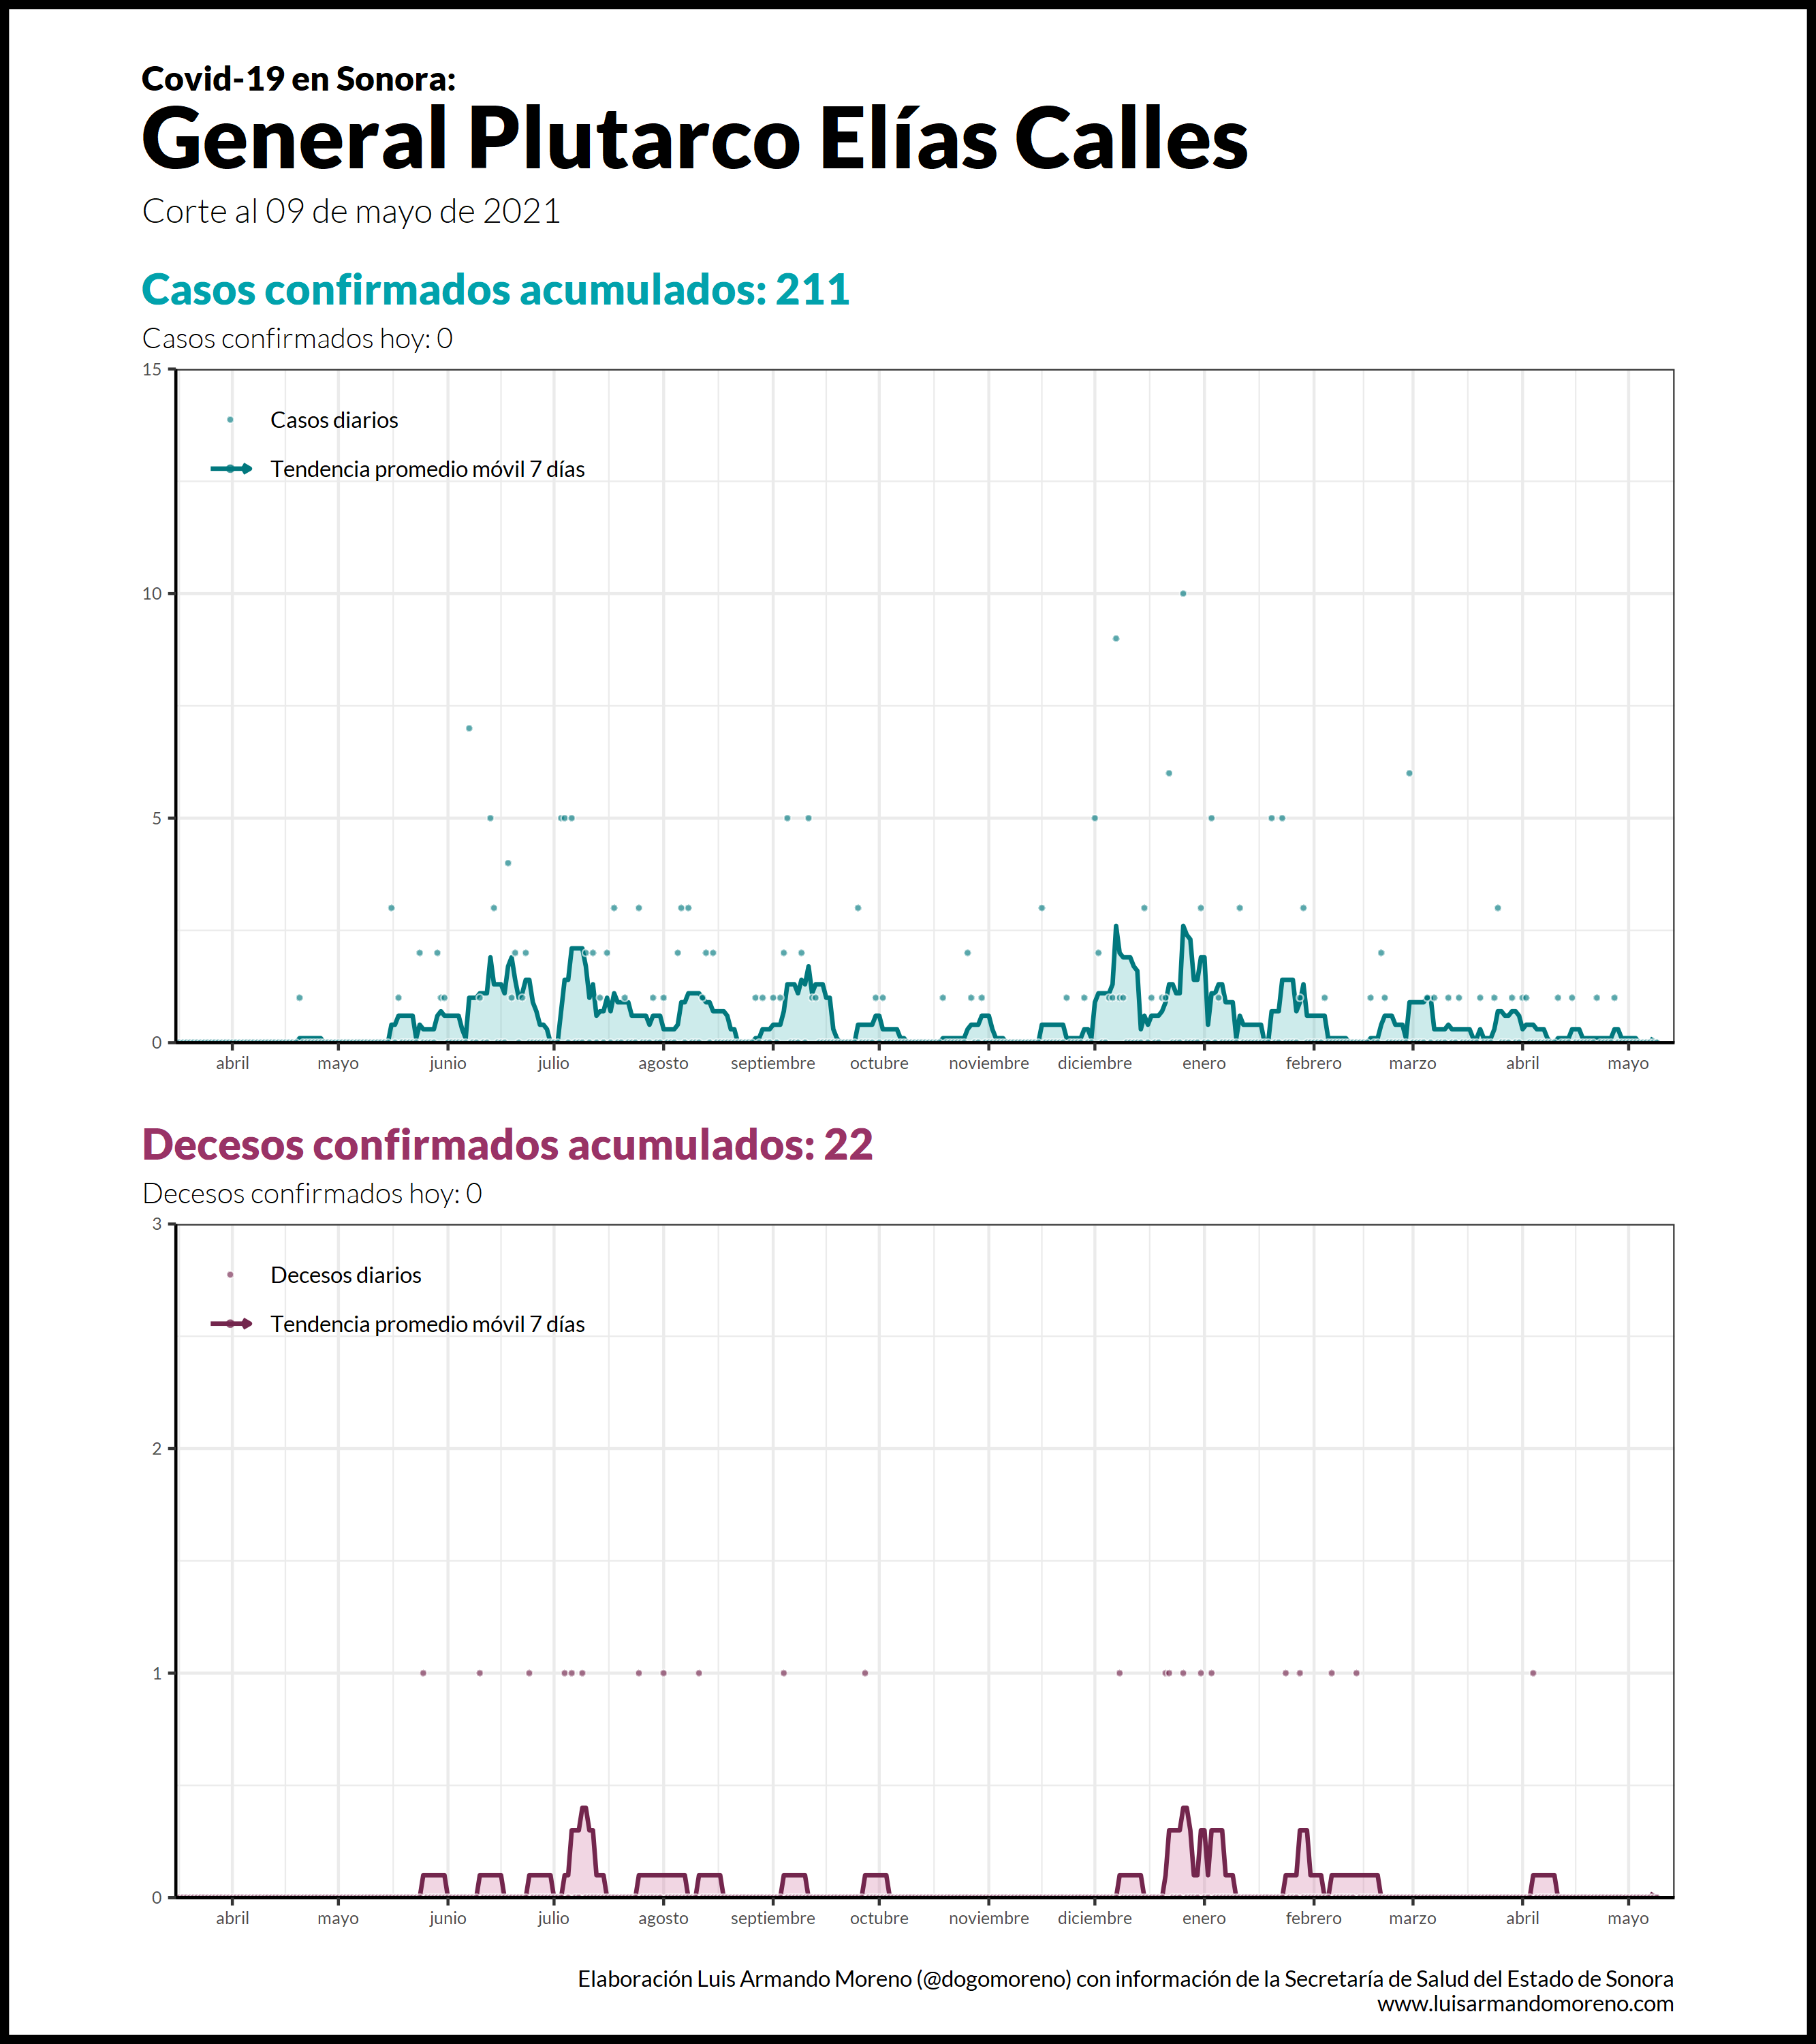 Covid-19 en Sonora:
General Plutarco Elías Calles
Corte al 09 de mayo de 2021
Casos confirmados acumulados: 211
Casos confirmados hoy: 0
15
Casos diarios
Tendencia promedio móvil 7 días
10
5
0
abril mayo junio julio agosto septiembre octubre noviembre diciembre enero febrero marzo abril mayo
Decesos confirmados acumulados: 22
Decesos confirmados hoy: 0
3
Decesos diarios
Tendencia promedio móvil 7 días
2
1
0
abril mayo junio julio agosto septiembre octubre noviembre diciembre enero febrero marzo abril mayo
Elaboración Luis Armando Moreno (@dogomoreno) con información de la Secretaría de Salud del Estado de Sonora
www.luisarmandomoreno.com